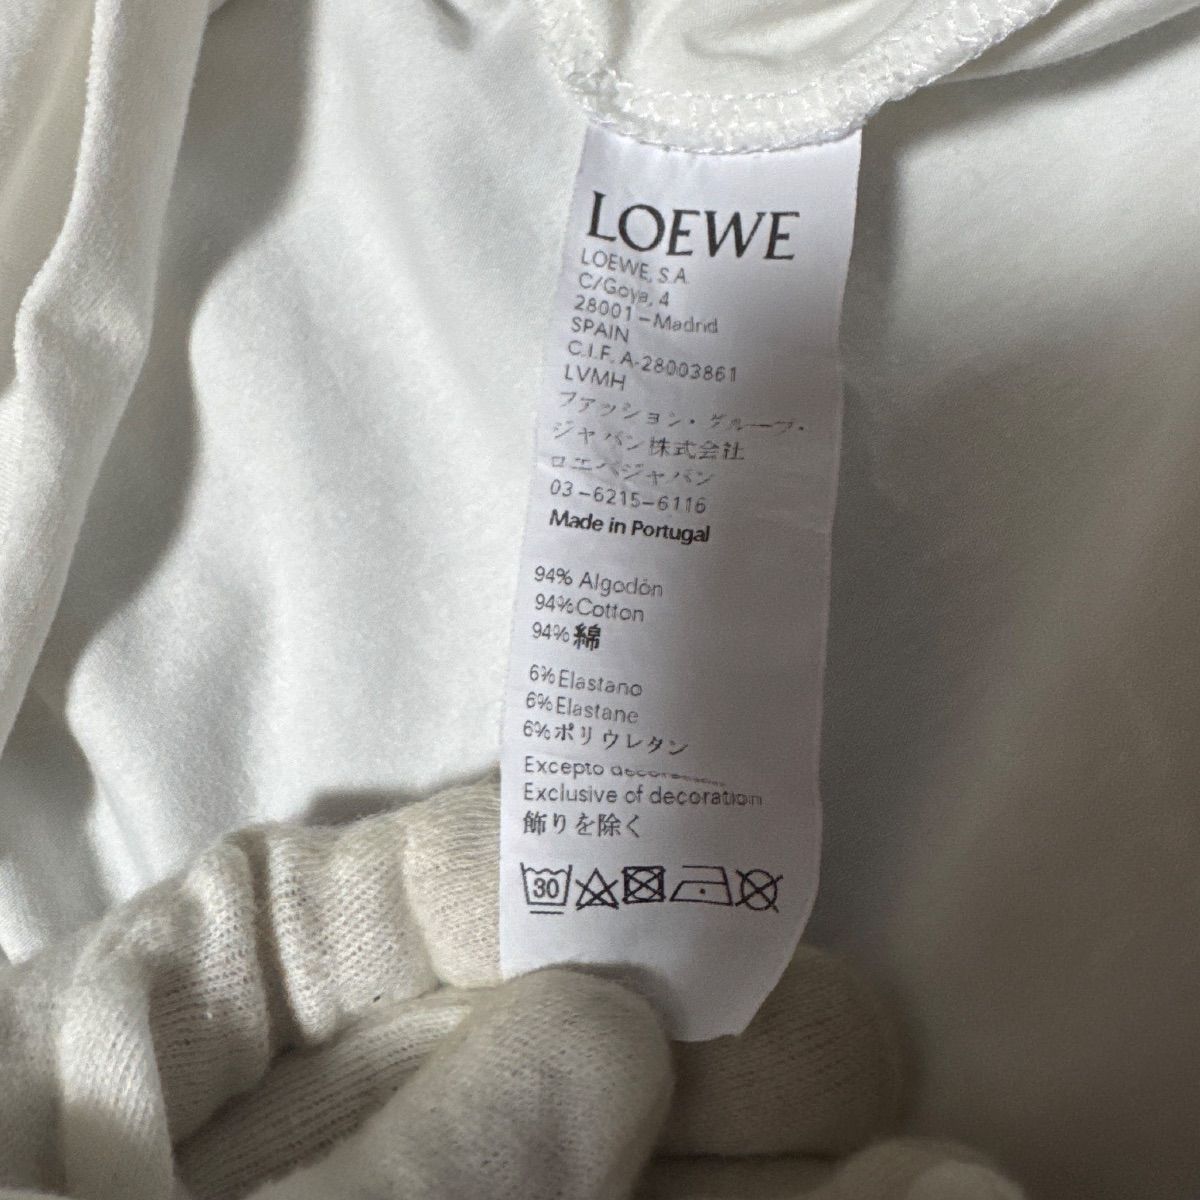 LOEWE
LOEWE, S.A.
C/Goya, 4
28001-Madrid
SPAIN
C.I.F. A-28003861
LVMH
ファッション・グループ・
ジャパン株式会社
ロエベジャパン
03-6215-6116
Made in Portugal
94% Algodón
94% Cotton
94% 綿
6% Elastano
6% Elastane
6% ポリウレタン
Excepto
Exclusive of decoration
飾りを除く
30